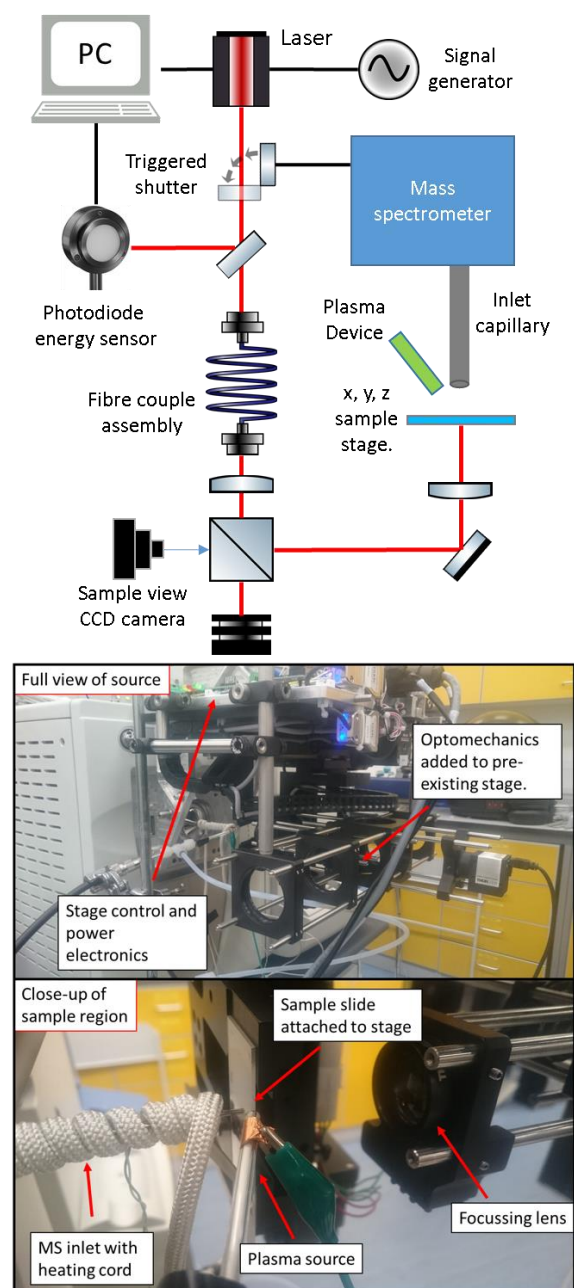 PC
Laser
Signal
generator
Triggered
shutter
Mass
spectrometer
Photodiode
energy sensor
Plasma
Device
Inlet
capillary
Fibre couple
assembly
x, y, z
sample
stage.
Sample view
CCD camera
Full view of source
Optomechanics
added to pre-
existing stage.
Stage control and
power
electronics
Close-up of
sample region
Sample slide
attached to stage
MS inlet with
heating cord
Plasma source
Focussing lens